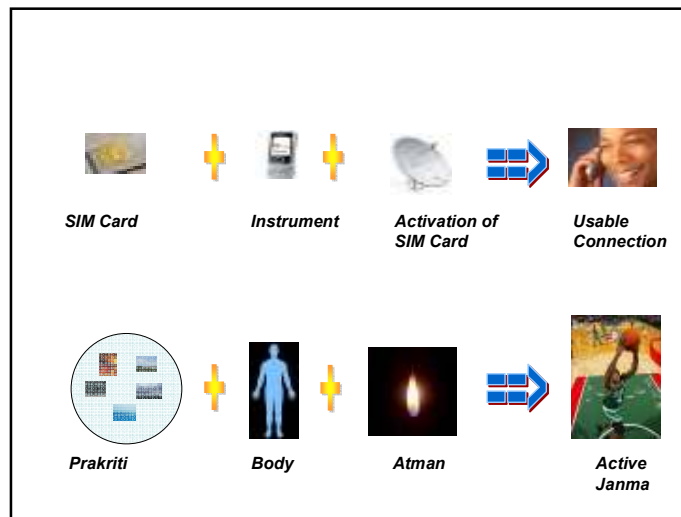 SIM Card
Instrument
Activation of
SIM Card
Usable
Connection
Prakriti
Body
Atman
Active
Janma